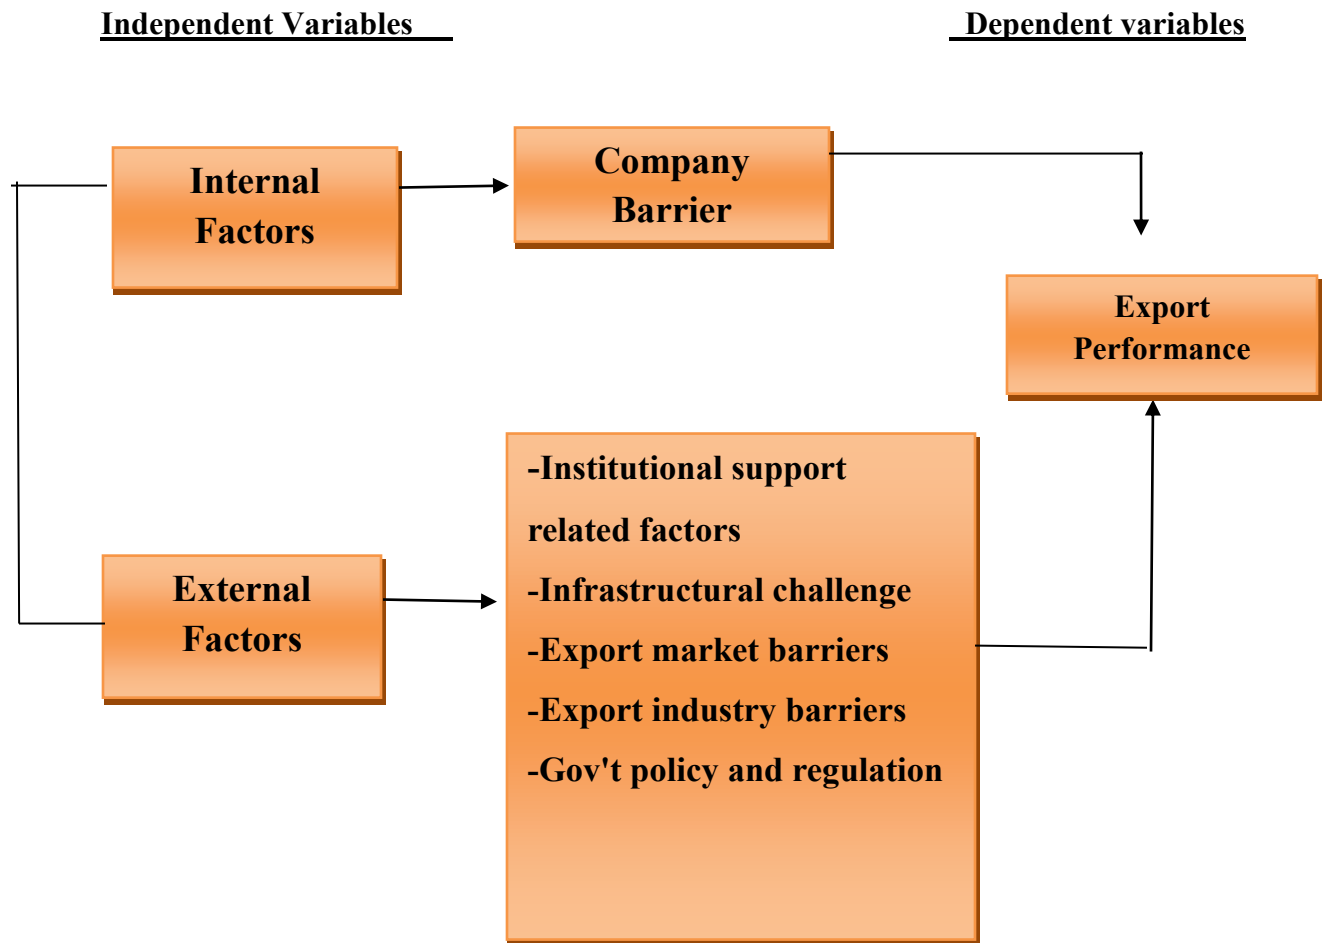 Independent Variables
Dependent variables
Internal
Factors
Company
Barrier
Export
Performance
External
Factors
-Institutional support
related factors
-Infrastructural challenge
-Export market barriers
-Export industry barriers
-Gov't policy and regulation